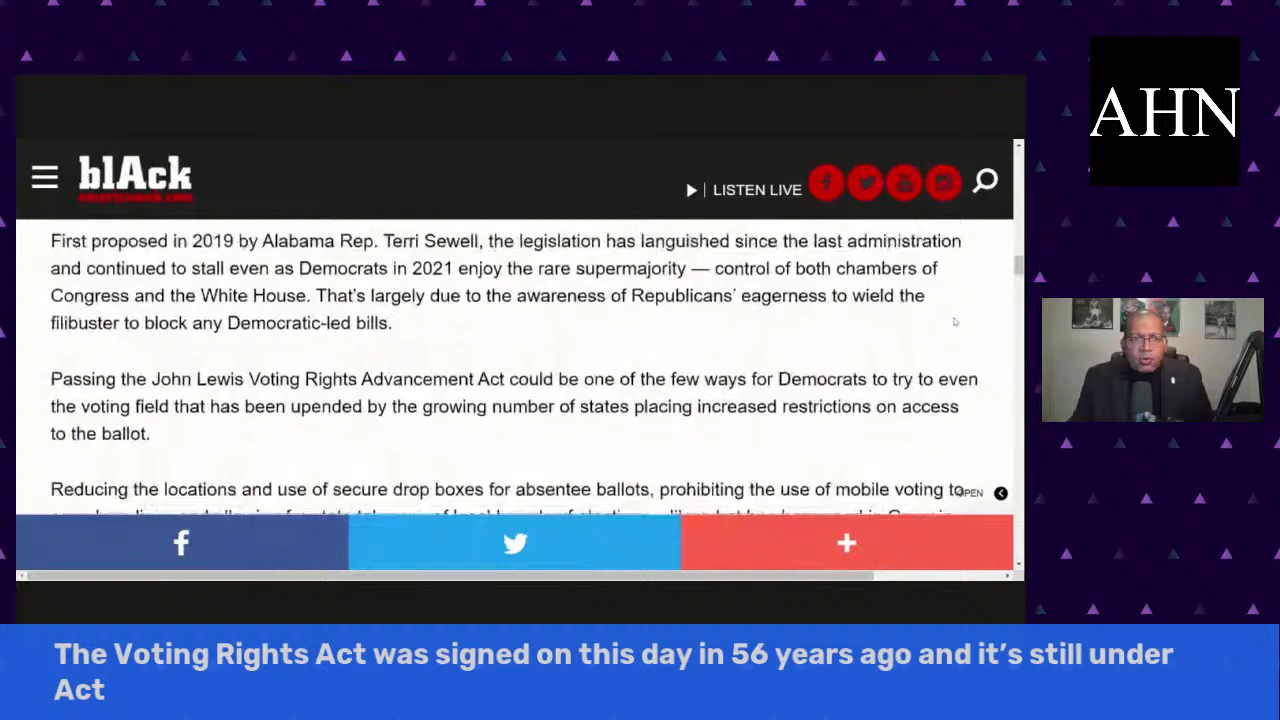 AHN
blAck
LISTEN LIVE
First proposed in 2019 by Alabama Rep. Terri Sewell, the legislation has languished since the last administration
and continued to stall even as Democrats in 2021 enjoy the rare supermajority — control of both chambers of
Congress and the White House. That's largely due to the awareness of Republicans' eagerness to wield the
filibuster to block any Democratic-led bills.
Passing the John Lewis Voting Rights Advancement Act could be one of the few ways for Democrats to try to even
the voting field that has been upended by the growing number of states placing increased restrictions on access
to the ballot.
Reducing the locations and use of secure drop boxes for absentee ballots, prohibiting the use of mobile voting to
OPEN
The Voting Rights Act was signed on this day in 56 years ago and it's still under
Act